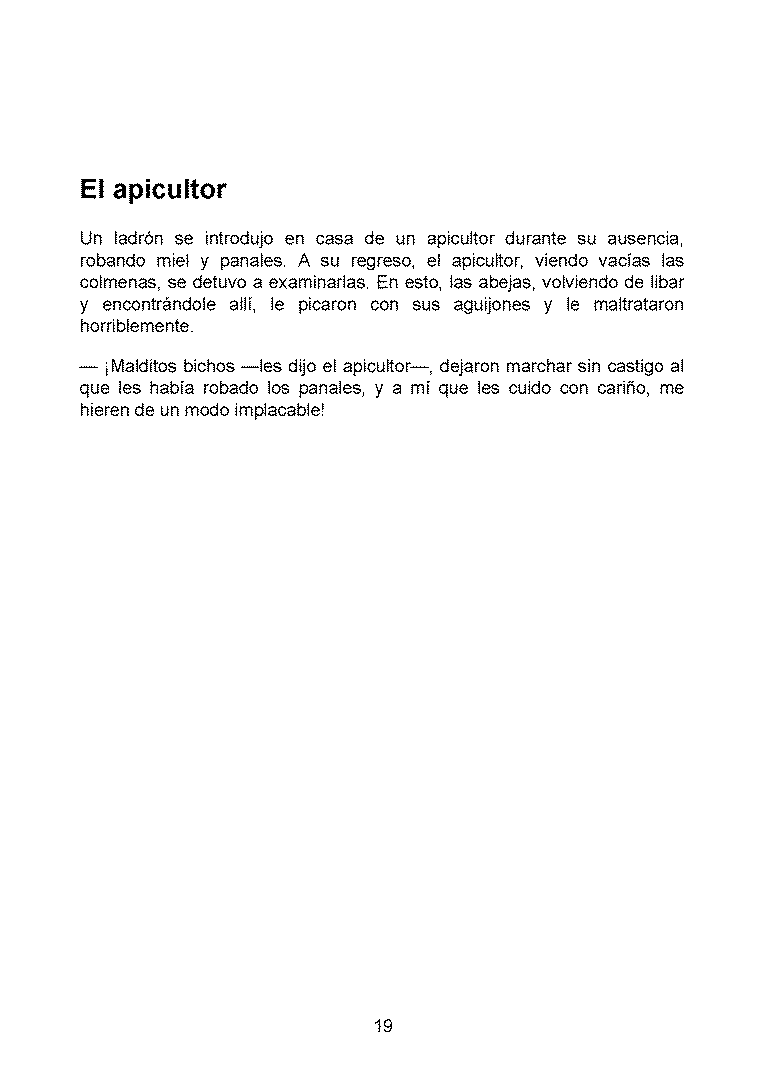 El apicultor
Un ladrón se introdujo en casa de un apicultor durante su ausencia,
robando miel y panales. A su regreso, el apicultor, viendo vacías las
colmenas, se detuvo a examinarlas. En esto, las abejas, volviendo de libar
y encontrándole allí, le picaron con sus aguijones y le maltrataron
horriblemente.
— ¡Malditos bichos —les dijo el apicultor—, dejaron marchar sin castigo al
que les había robado los panales, y a mí que les cuido con cariño, me
hieren de un modo implacable!
19